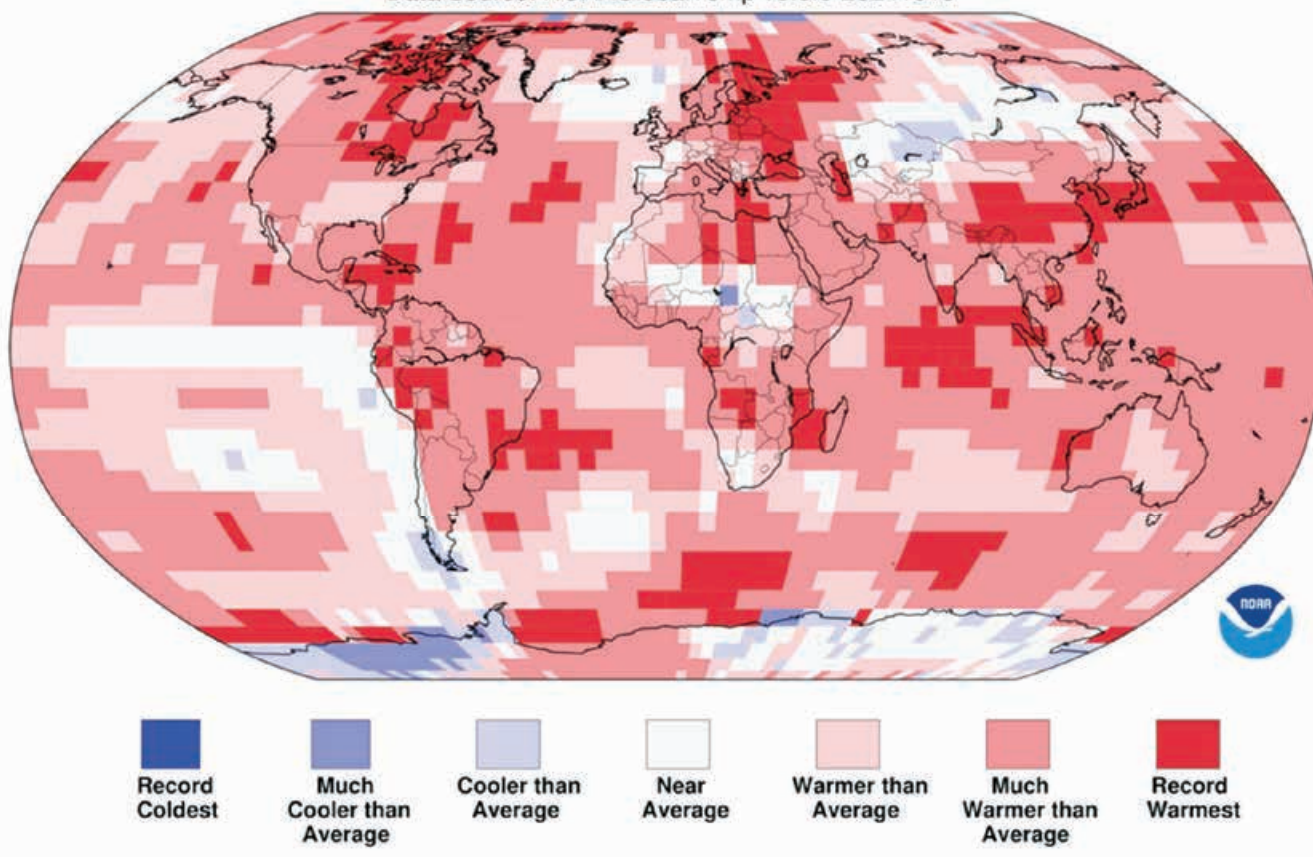 NOAA
Record
Coldest
Much
Cooler than
Average
Cooler than
Average
Near
Average
Warmer than
Average
Much
Warmer than
Average
Record
Warmest